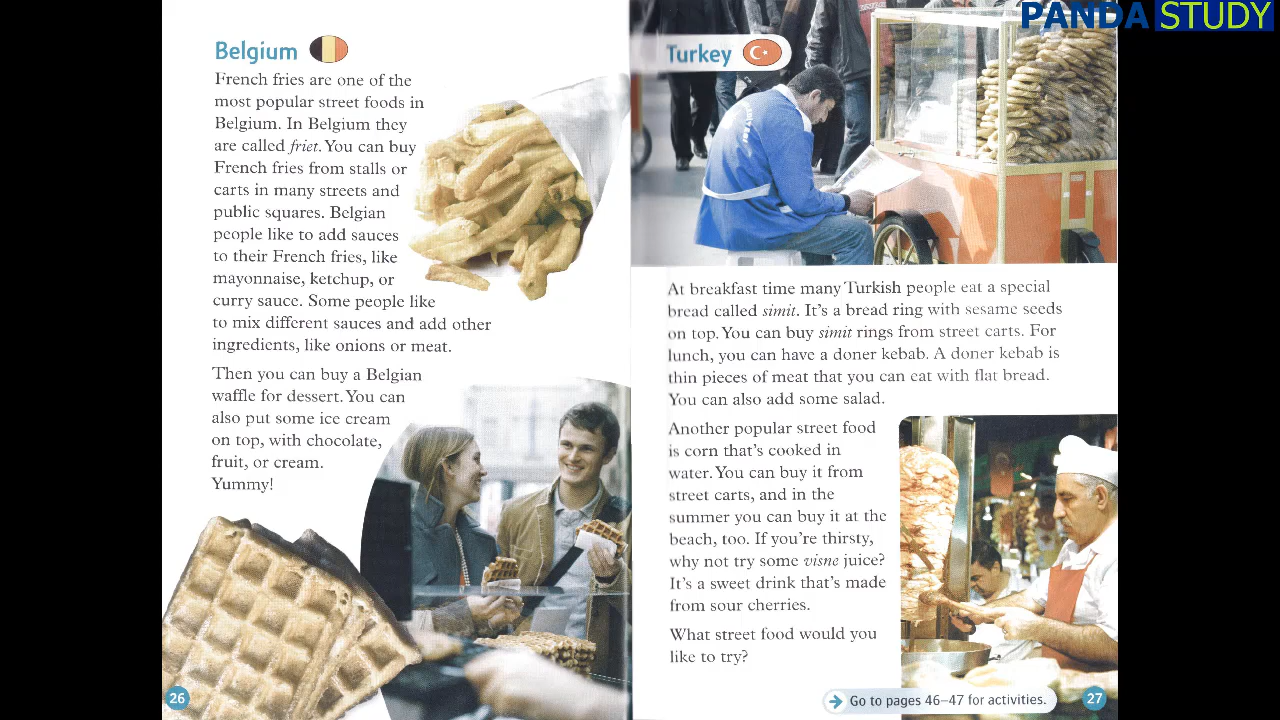 PANDA STUDY
Belgium
French fries are one of the
most popular street foods in
Belgium. In Belgium they
are called friet. You can buy
French fries from stalls or
carts in many streets and
public squares. Belgian
people like to add sauces
to their French fries, like
mayonnaise, ketchup, or
curry sauce. Some people like
to mix different sauces and add other
ingredients, like onions or meat.
Then you can buy a Belgian
waffle for dessert. You can
also put some ice cream
on top, with chocolate,
fruit, or cream.
Yummy!
26
Turkey
At breakfast time many Turkish people eat a special
bread called simit. It's a bread ring with sesame seeds
on top. You can buy simit rings from street carts. For
lunch, you can have a doner kebab. A doner kebab is
thin pieces of meat that you can eat with flat bread.
You can also add some salad.
Another popular street food
is corn that's cooked in
water. You can buy it from
street carts, and in the
summer you can buy it at the
beach, too. If you're thirsty,
why not try some visne juice?
It's a sweet drink that's made
from sour cherries.
What street food would you
like to try?
Go to pages 46–47 for activities.
27